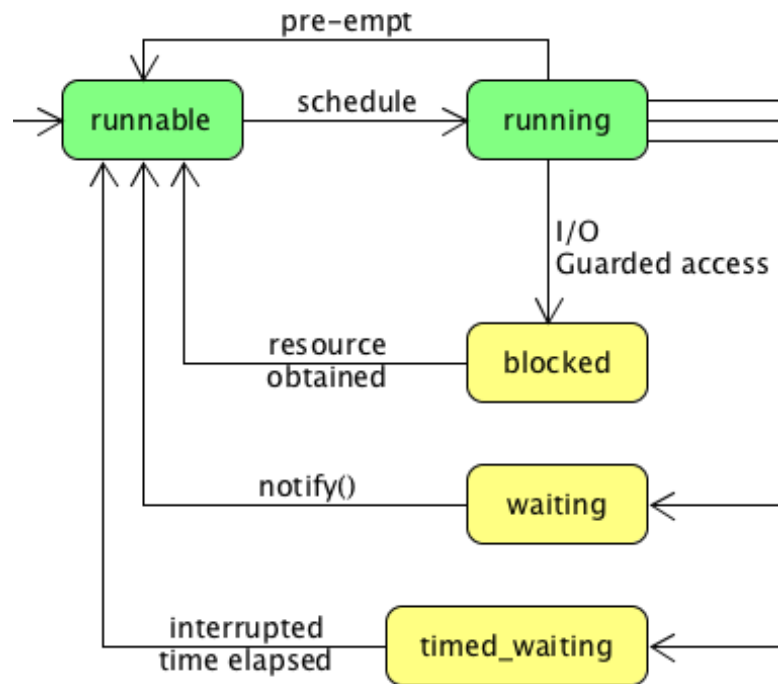 pre-empt
runnable
schedule
running
I/O
Guarded access
resource
obtained
blocked
notify()
waiting
interrupted
time elapsed
timed_waiting